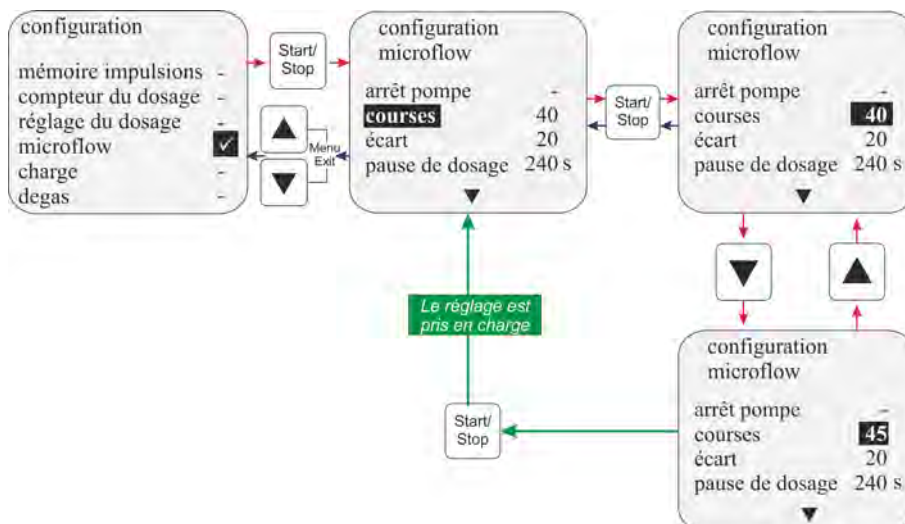 configuration
mémoire impulsions -
compteur du dosage -
réglage du dosage -
microflow ✓
charge -
degas -
Start/
Stop
Menu
Exit
configuration
microflow
arrêt pompe -
courses 40
écart 20
pause de dosage 240 s
Start/
Stop
configuration
microflow
arrêt pompe -
courses 40
écart 20
pause de dosage 240 s
Le réglage est
pris en charge
Start/
Stop
configuration
microflow
arrêt pompe -
courses 45
écart 20
pause de dosage 240 s